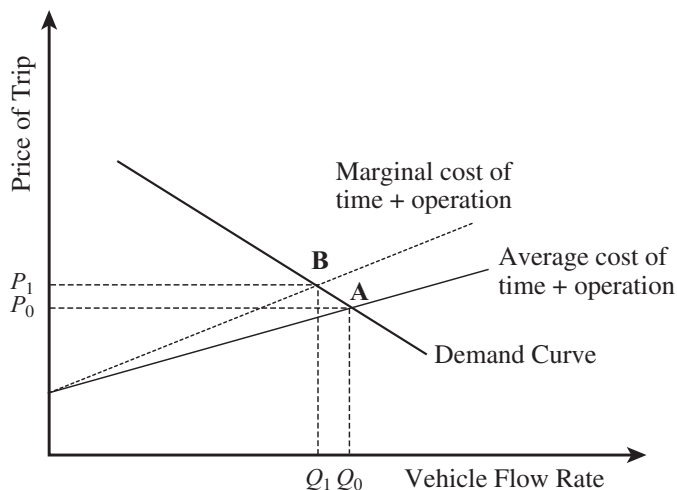 Price of Trip
Marginal cost of
time + operation
B
Average cost of
time + operation
A
P1
P0
Demand Curve
Q1 Q0
Vehicle Flow Rate